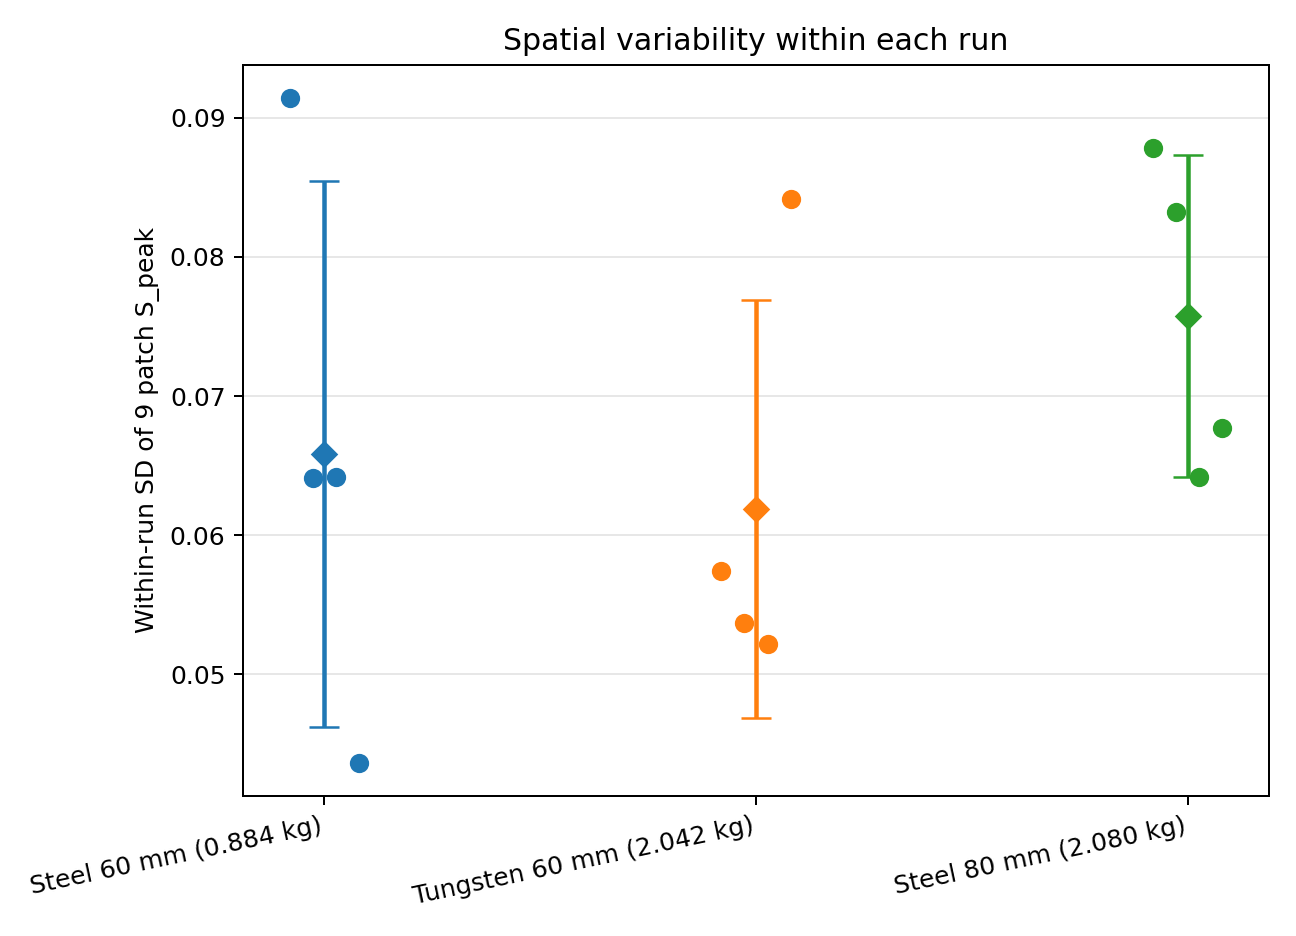 Spatial variability within each run
Within-run SD of 9 patch S_peak
0.09
0.08
0.07
0.06
0.05
Steel 60 mm (0.884 kg)
Tungsten 60 mm (2.042 kg)
Steel 80 mm (2.080 kg)